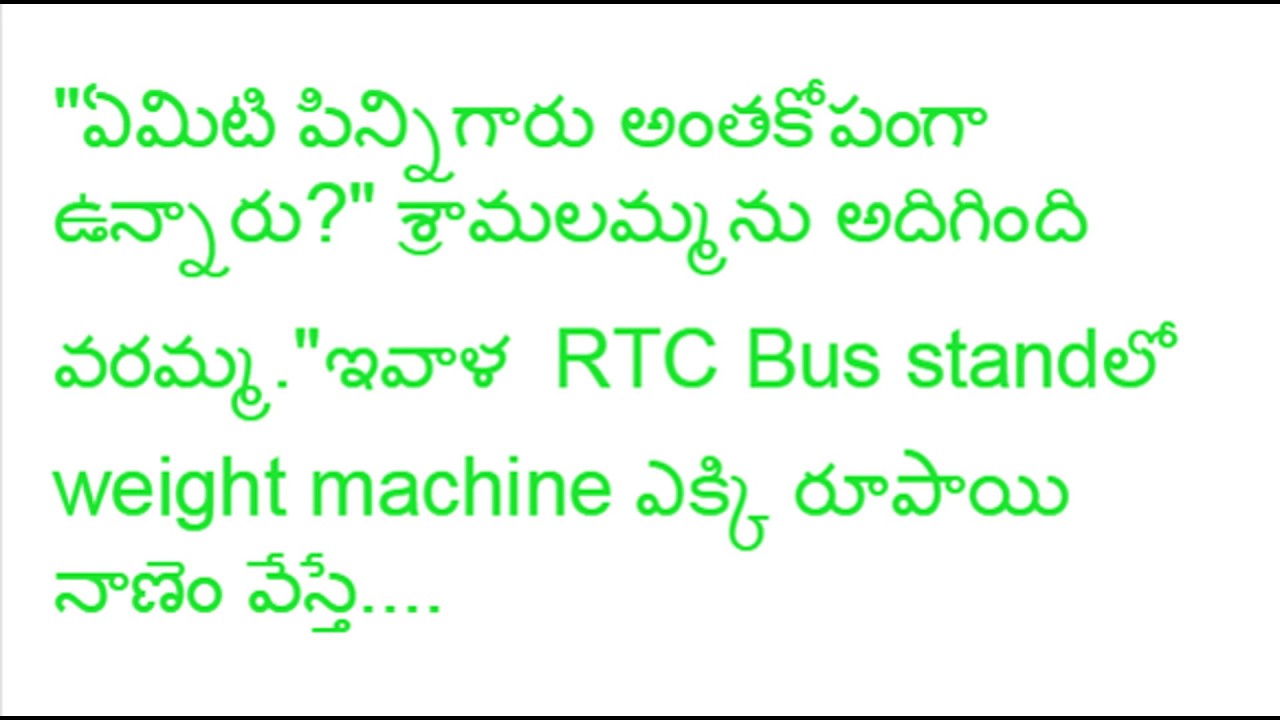 "ఏమిటి పిన్నిగారు అంతకోపంగా
ఉన్నారు?" శ్రామలమ్మను అదిగింది
వరమ్మ."ఇవాళ RTC Bus standలో
weight machine ఎక్కి రూపాయి
నాణెం వేస్తే....